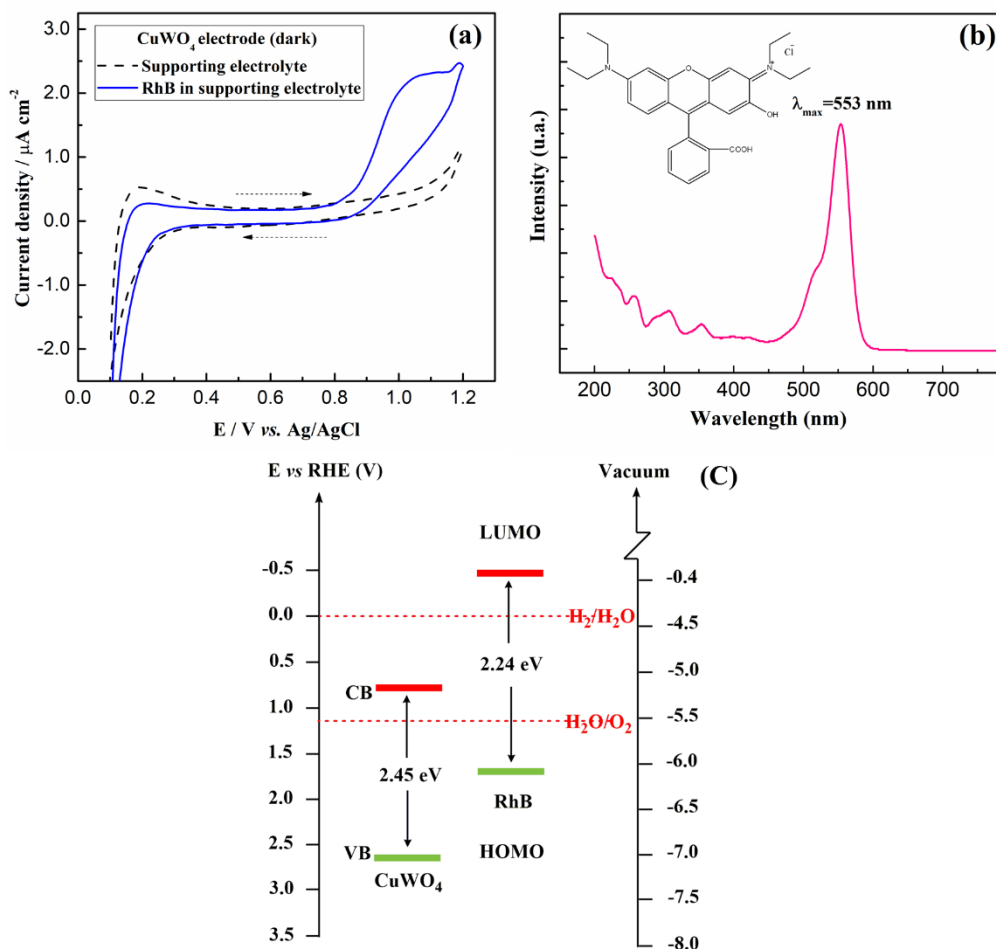 (a)
CuWO₄ electrode (dark)
Supporting electrolyte
RhB in supporting electrolyte
Current density / μA cm⁻²
3.0
2.0
1.0
0.0
-1.0
-2.0
0.0 0.2 0.4 0.6 0.8 1.0 1.2
E / V vs. Ag/AgCl
(b)
N
O
N⁺
Cl⁻
OH
COOH
λmax=553 nm
Intensity (u.a.)
200 300 400 500 600 700
Wavelength (nm)
(C)
E vs RHE (V)
Vacuum
-0.5
0.0
0.5
1.0
1.5
2.0
2.5
3.0
3.5
LUMO
H₂/H₂O
2.24 eV
CB
H₂O/O₂
2.45 eV
RhB
VB
HOMO
CuWO₄
-0.4
-4.5
-5.0
-5.5
-6.0
-6.5
-7.0
-7.5
-8.0